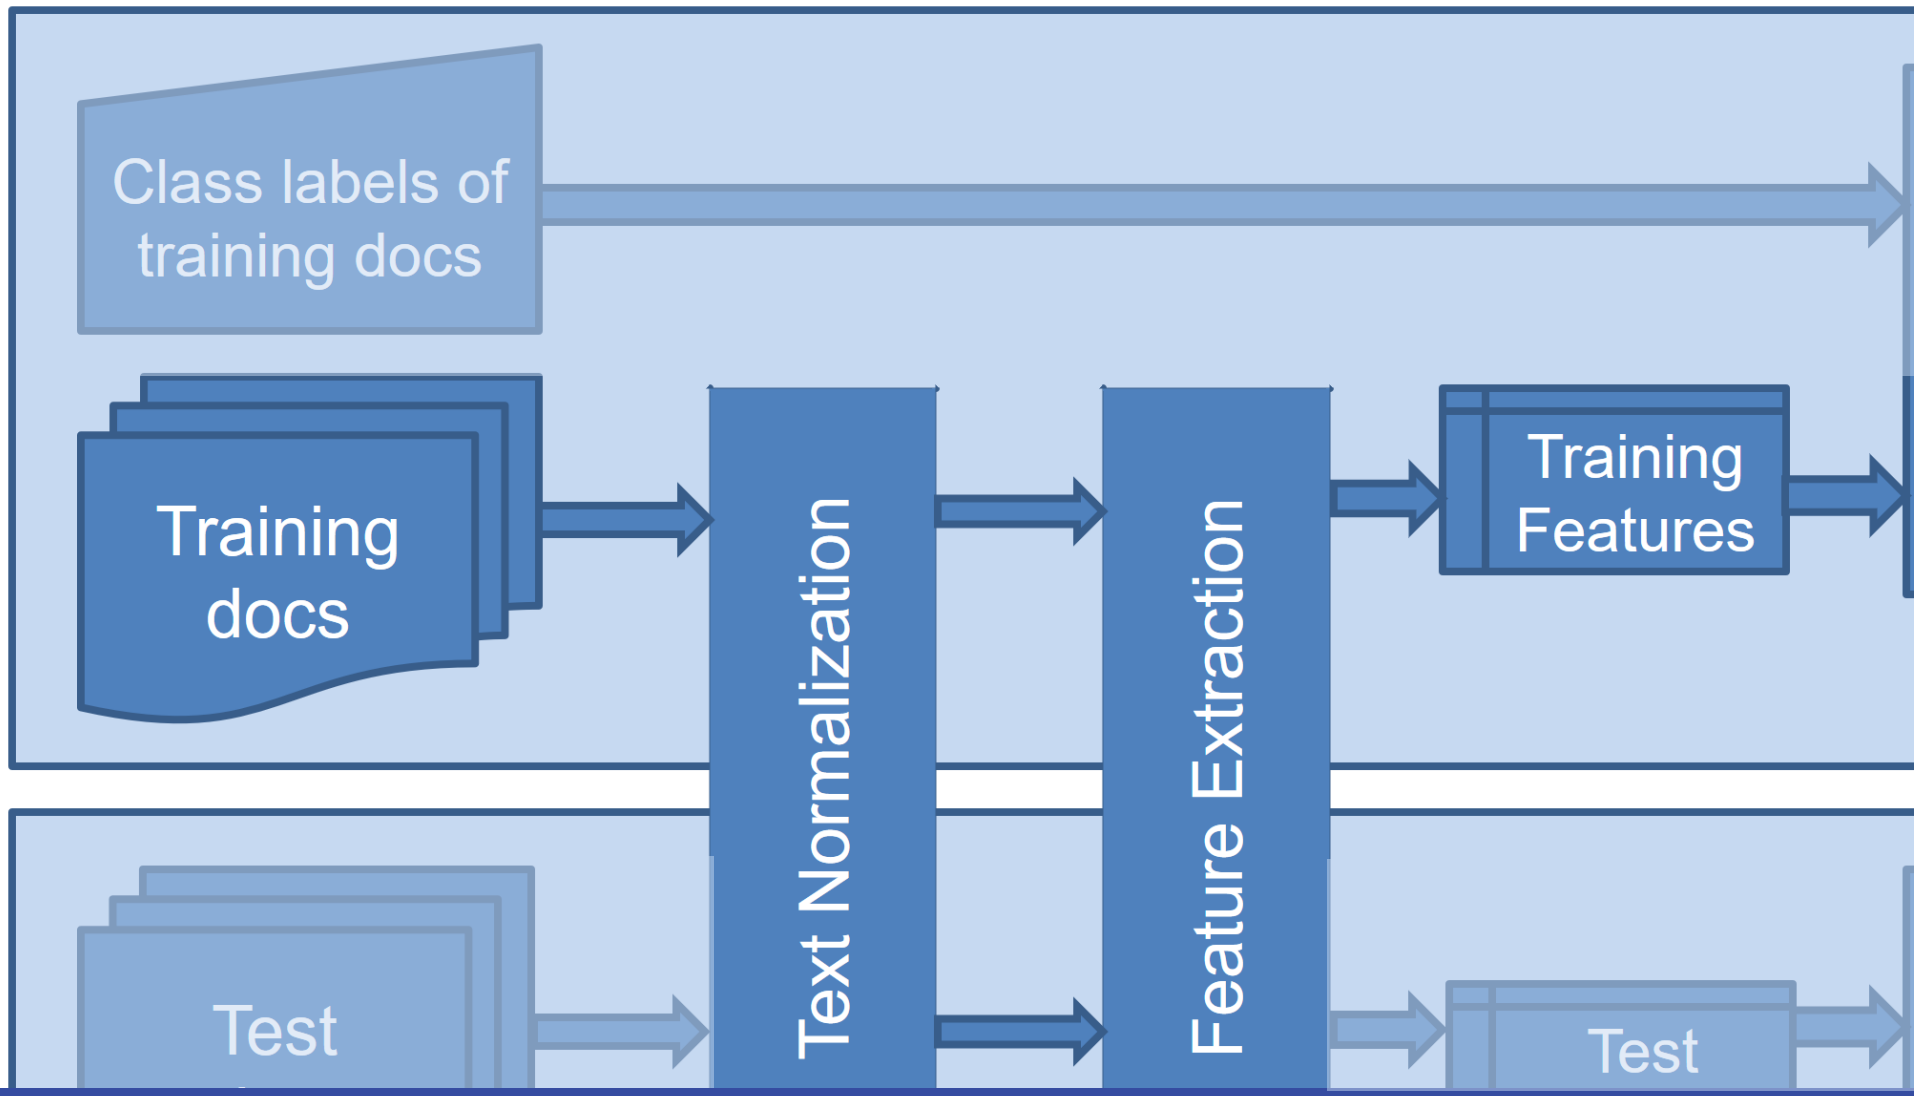 Class labels of
training docs
Training
docs
Text Normalization
Feature Extraction
Training
Features
Test
Test